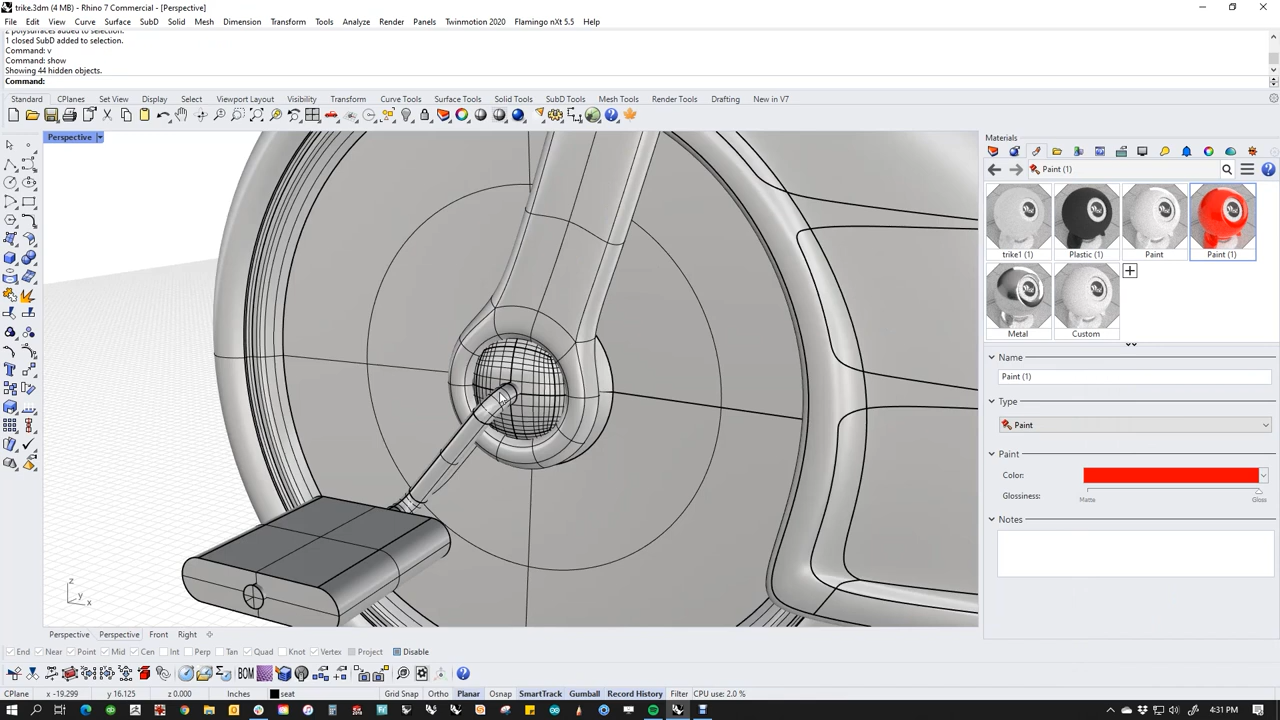 trike.3dm (4 MB) - Rhino 7 Commercial - [Perspective]
File Edit View Curve Surface SubD Solid Mesh Dimension Transform Tools Analyze Render Panels Twinmotion 2020 Flamingo nXt 5.5 Help
2 polysurfaces added to selection.
1 closed SubD added to selection.
Command: v
Command: show
Showing 44 hidden objects.
Command:
Standard CPlanes Set View Display Select Viewport Layout Visibility Transform Curve Tools Surface Tools Solid Tools SubD Tools Mesh Tools Render Tools Drafting New in V7
Perspective
Materials
Paint (1)
trike1 (1) Plastic (1) Paint Paint (1)
Metal Custom
Name
Paint (1)
Type
Paint
Paint
Color:
Glossiness:
Matte Gloss
Notes
z
y
x
Perspective Perspective Front Right
End Near Point Mid Cen Int Perp Tan Quad Knot Vertex Project Disable
BOM
CPlane x -19.299 y 16.125 z 0.000 Inches seat Grid Snap Ortho Planar Osnap SmartTrack Gumball Record History Filter CPU use: 2.0 %
4:31 PM